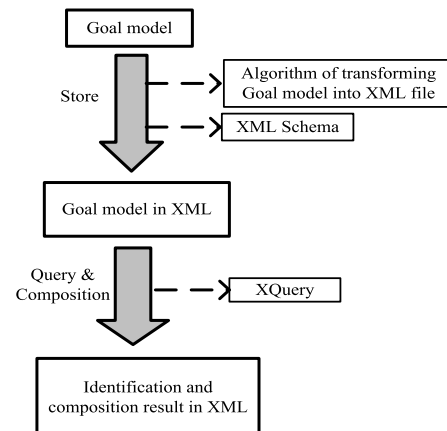 Goal model
Store
Algorithm of transforming
Goal model into XML file
XML Schema
Goal model in XML
Query &
Composition
XQuery
Identification and
composition result in XML